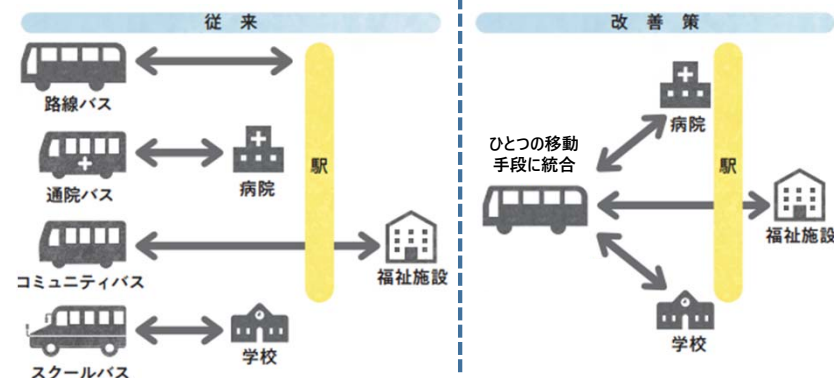 従来
路線バス
通院バス
病院
駅
コミュニティバス
福祉施設
スクールバス
学校
改善策
ひとつの移動
手段に統合
病院
駅
福祉施設
学校